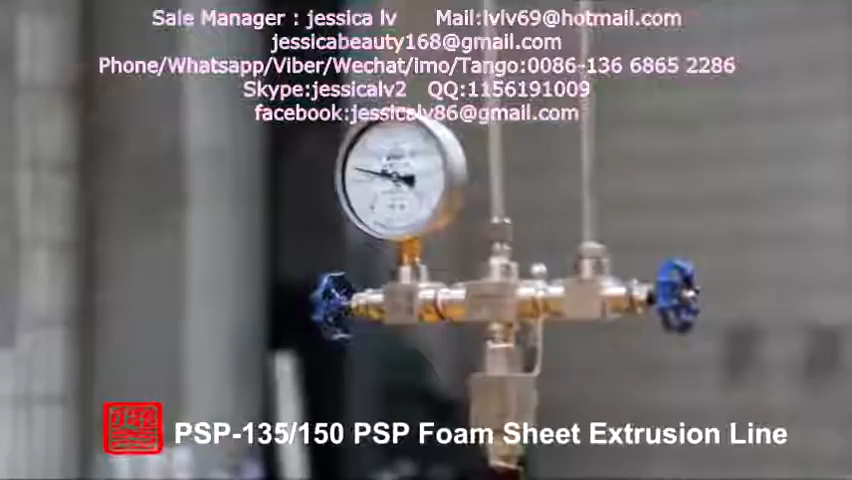 Sale Manager : jessica lv Mail:lvlv69@hotmail.com
jessicabeauty168@gmail.com
Phone/Whatsapp/Viber/Wechat/imo/Tango:0086-136 6865 2286
Skype:jessicalv2 QQ:1156191009
facebook:jessicalv86@gmail.com
PSP-135/150 PSP Foam Sheet Extrusion Line